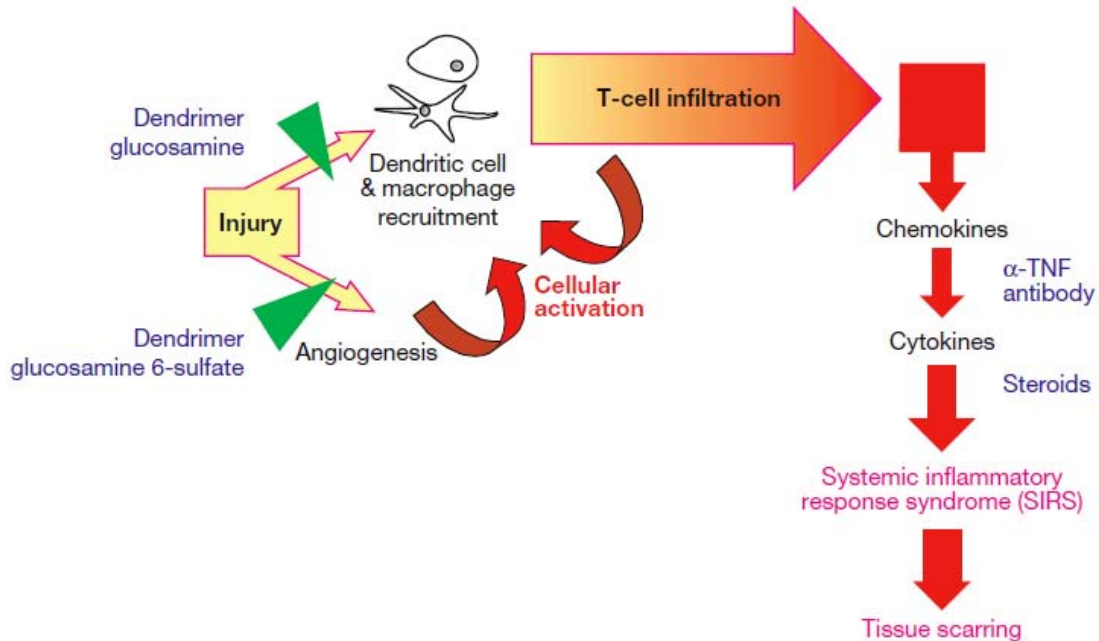 Dendrimer
glucosamine
Injury
Dendrimer
glucosamine 6-sulfate
Dendritic cell
& macrophage
recruitment
Angiogenesis
Cellular
activation
T-cell infiltration
Chemokines
α-TNF
antibody
Cytokines
Steroids
Systemic inflammatory
response syndrome (SIRS)
Tissue scarring